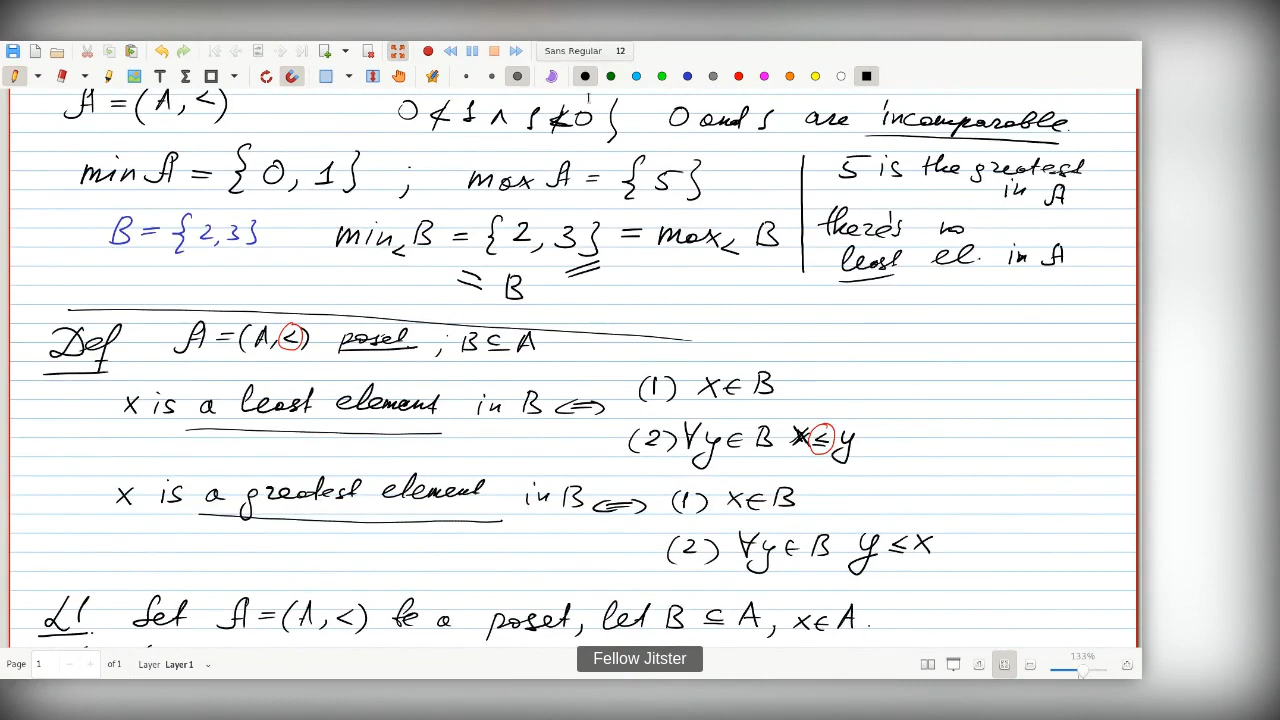 Sans Regular 12
𝒜 = (A, <)
0 ≮ 1 ∧ 1 ≮ 0 } 0 and 1 are incomparable.
min 𝒜 = {0, 1} ; max 𝒜 = {5}
5 is the greatest in 𝒜
B = {2,3} min< B = {2, 3} = max< B
= B
there's no
least el. in 𝒜
Def 𝒜 = (A, <) poset ; B ⊆ A
x is a least element in B ⟺ (1) x ∈ B
(2) ∀y ∈ B x ≤ y
x is a greatest element in B ⟺ (1) x ∈ B
(2) ∀y ∈ B y ≤ x
L1. Let 𝒜 = (A, <) be a poset, let B ⊆ A, x ∈ A.
Fellow Jitster
Page 1 of 1 Layer Layer 1 133%